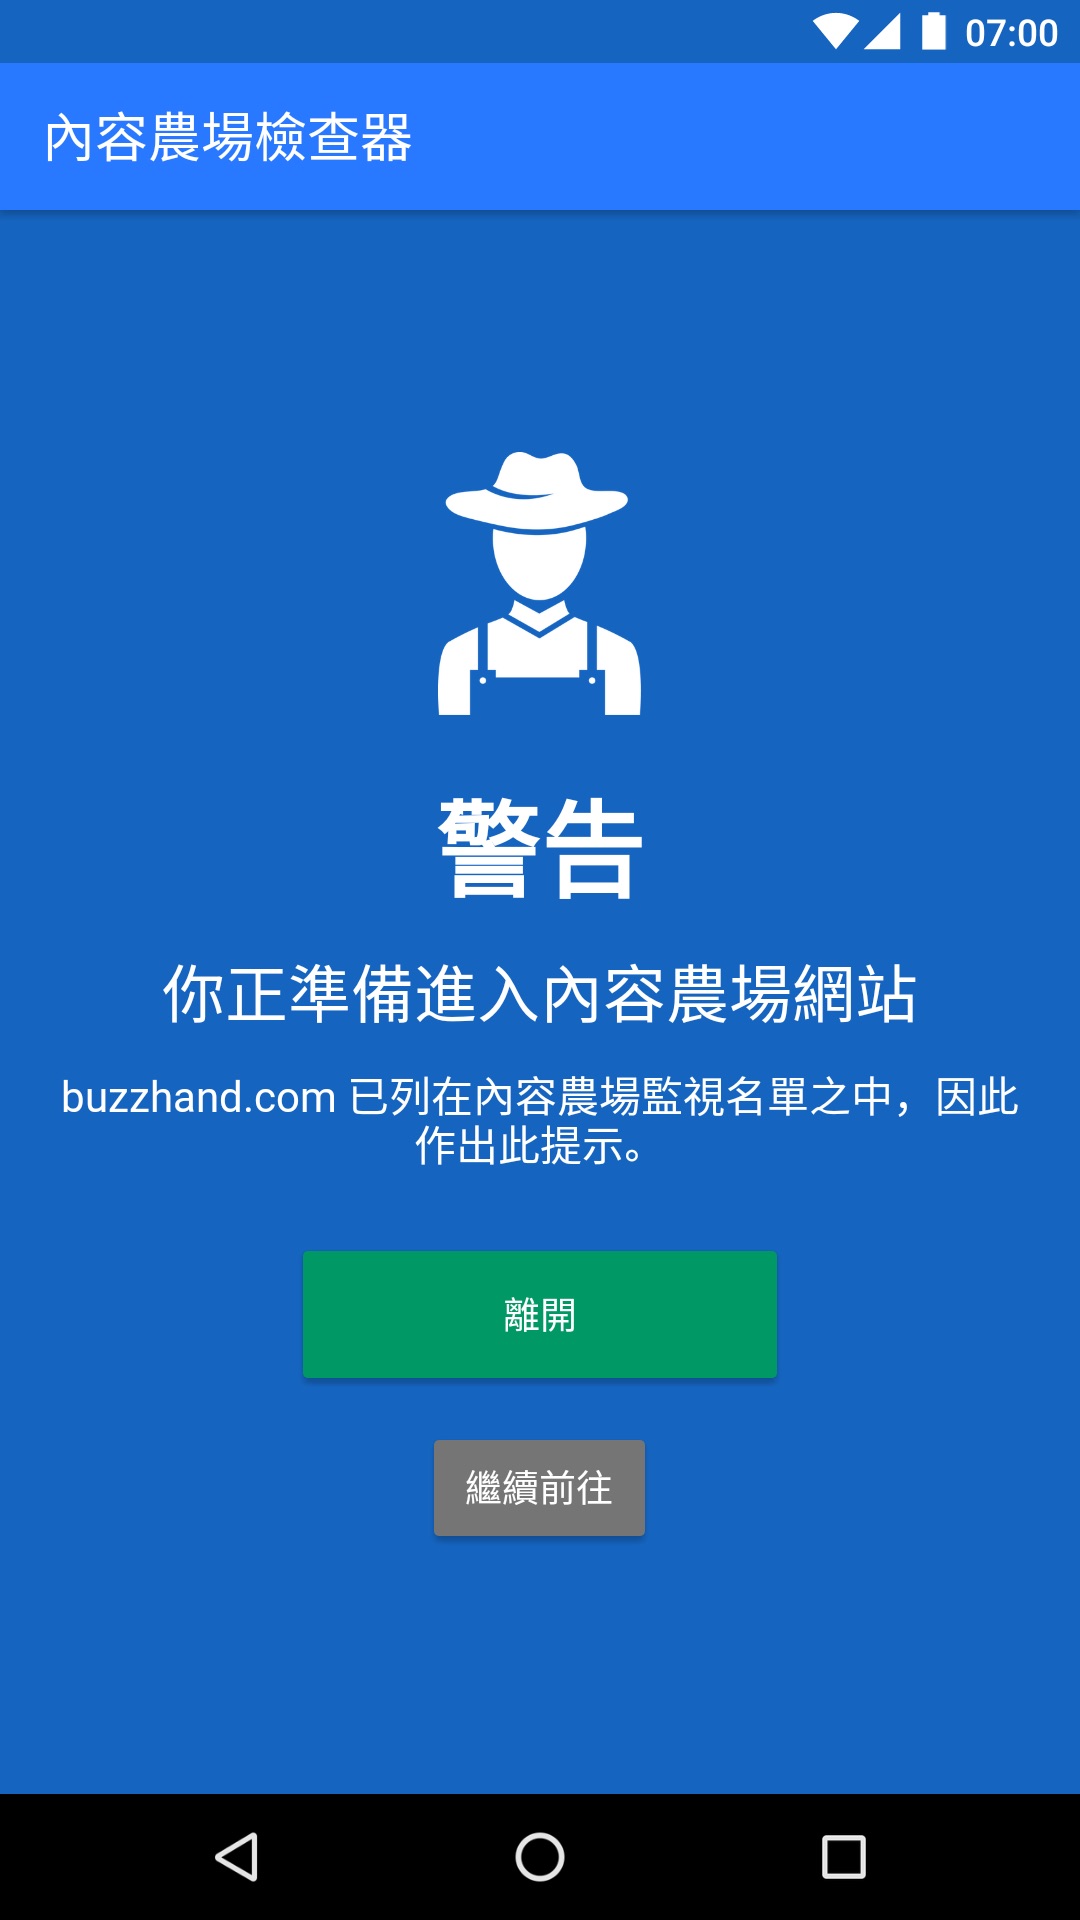 07:00
內容農場檢查器
警告
你正準備進入內容農場網站
buzzhand.com 已列在內容農場監視名單之中，因此
作出此提示。
離開
繼續前往